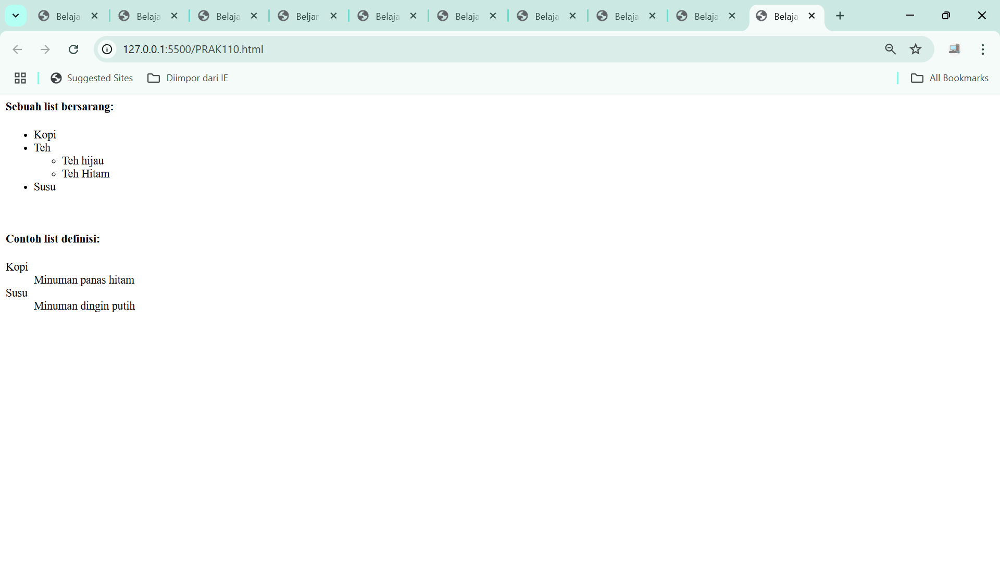 Belaja Belaja Belaja Beljar Belaja Belaja Belaja Belaja Belaja Belaja
127.0.0.1:5500/PRAK110.html
Suggested Sites Diimpor dari IE All Bookmarks
Sebuah list bersarang:
Kopi
Teh
Teh hijau
Teh Hitam
Susu
Contoh list definisi:
Kopi
Minuman panas hitam
Susu
Minuman dingin putih